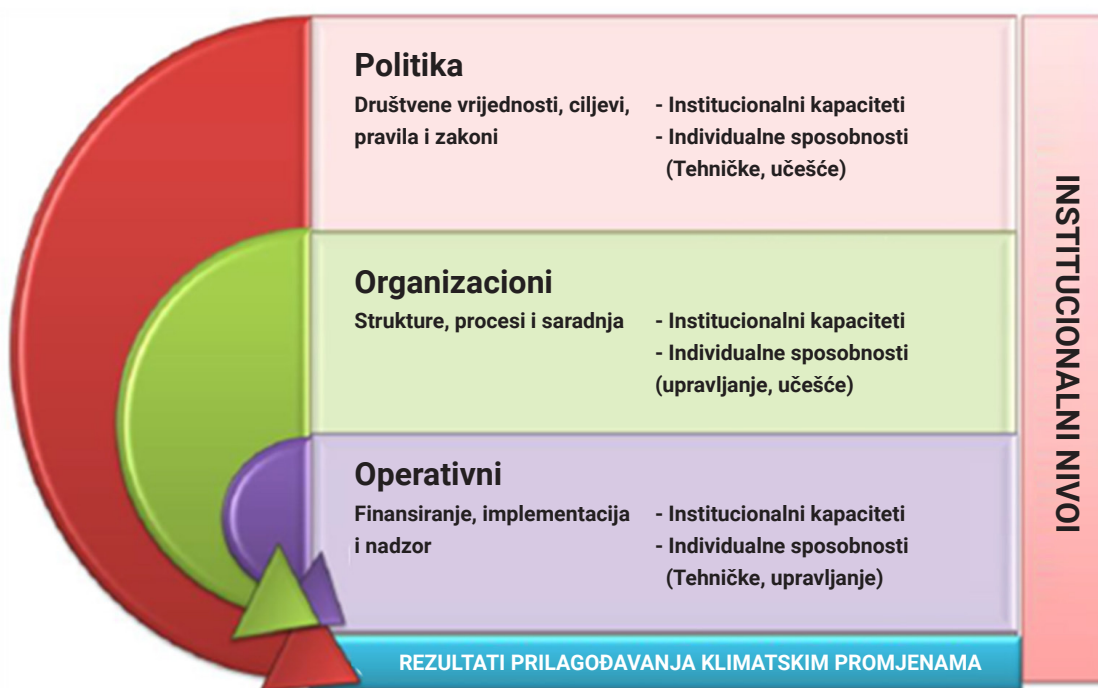 Politika
Društvene vrijednosti, ciljevi,
pravila i zakoni
- Institucionalni kapaciteti
- Individualne sposobnosti
(Tehničke, učešće)
Organizacioni
Strukture, procesi i saradnja
- Institucionalni kapaciteti
- Individualne sposobnosti
(upravljanje, učešće)
Operativni
Finansiranje, implementacija
i nadzor
- Institucionalni kapaciteti
- Individualne sposobnosti
(Tehničke, upravljanje)
REZULTATI PRILAGOĐAVANJA KLIMATSKIM PROMJENAMA
INSTITUCIONALNI NIVOI